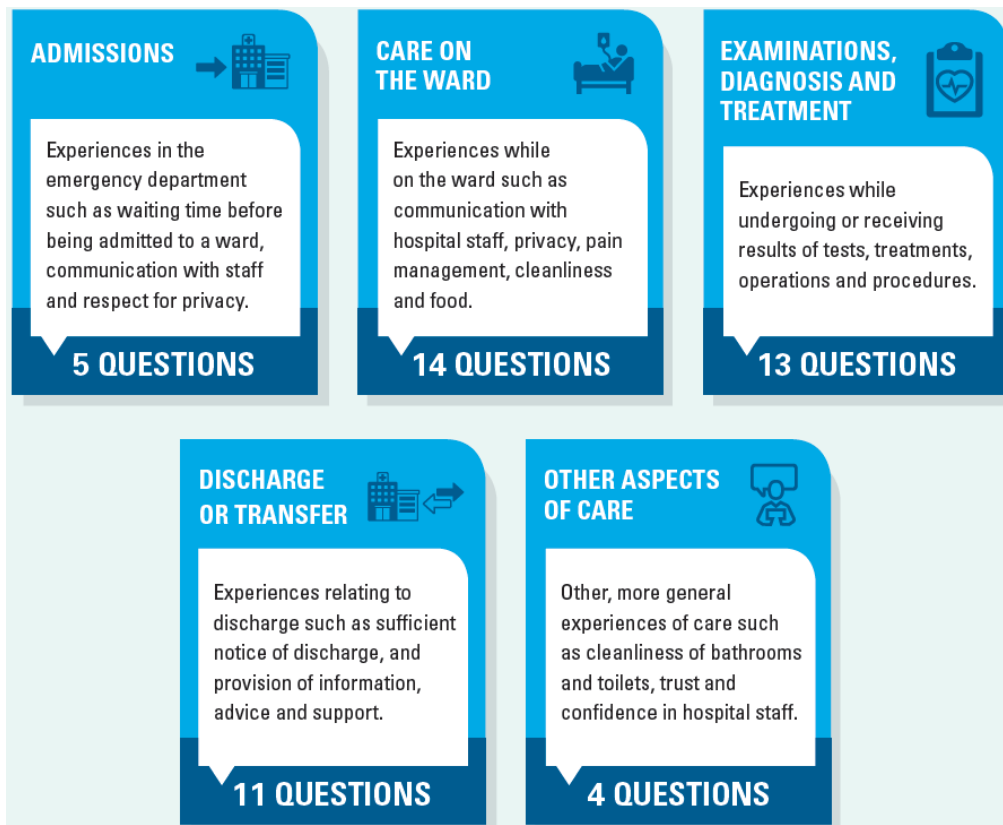 ADMISSIONS
Experiences in the
emergency department
such as waiting time before
being admitted to a ward,
communication with staff
and respect for privacy.
5 QUESTIONS
CARE ON
THE WARD
Experiences while
on the ward such as
communication with
hospital staff, privacy, pain
management, cleanliness
and food.
14 QUESTIONS
EXAMINATIONS,
DIAGNOSIS AND
TREATMENT
Experiences while
undergoing or receiving
results of tests, treatments,
operations and procedures.
13 QUESTIONS
DISCHARGE
OR TRANSFER
Experiences relating to
discharge such as sufficient
notice of discharge, and
provision of information,
advice and support.
11 QUESTIONS
OTHER ASPECTS
OF CARE
Other, more general
experiences of care such
as cleanliness of bathrooms
and toilets, trust and
confidence in hospital staff.
4 QUESTIONS